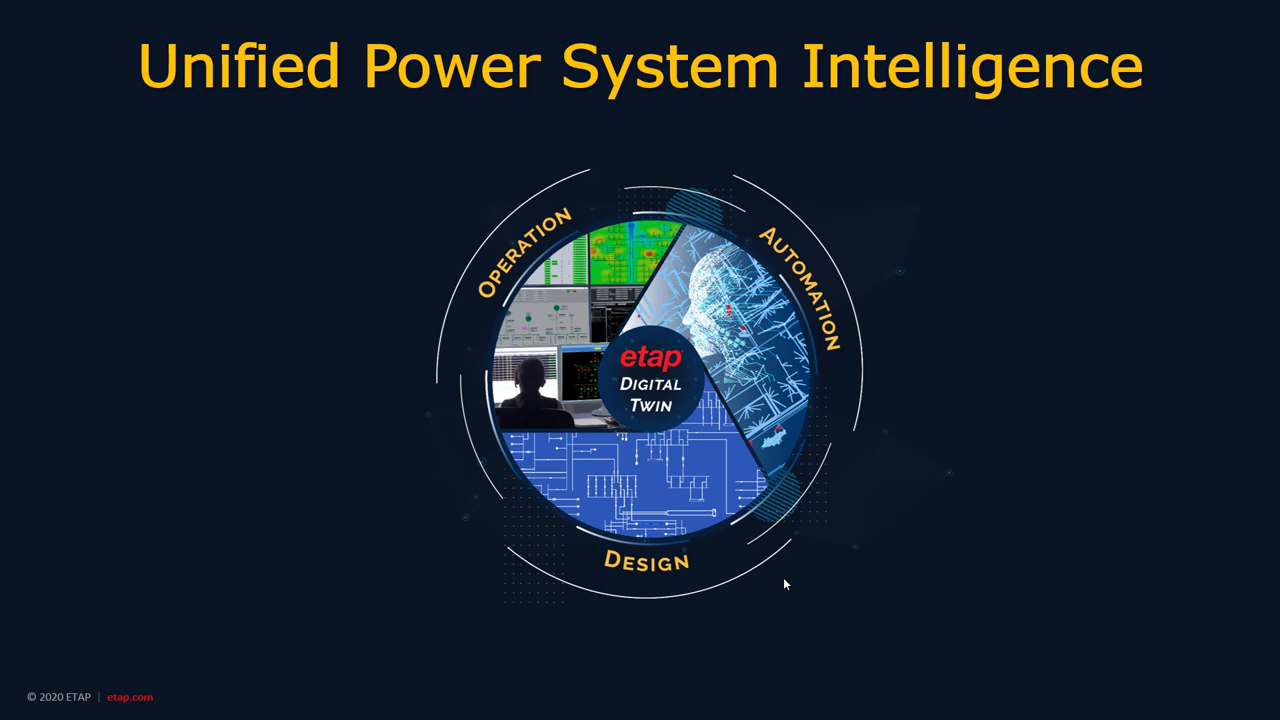 Unified Power System Intelligence
OPERATION
AUTOMATION
etap
DIGITAL
TWIN
DESIGN
© 2020 ETAP | etap.com